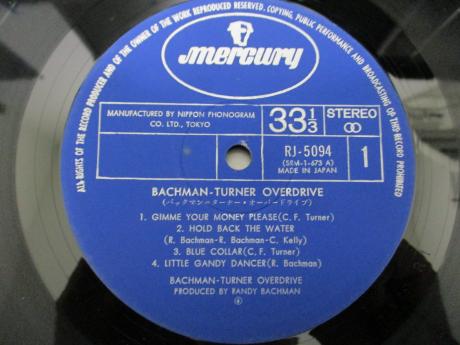 ALL RIGHTS OF THE RECORD PRODUCER AND OF THE OWNER OF THE WORK REPRODUCED RESERVED. COPYING, PUBLIC PERFORMANCE AND BROADCASTING OF THIS RECORD PROHIBITED
mercury
MANUFACTURED BY NIPPON PHONOGRAM
CO. LTD., TOKYO
33 1/3
STEREO
RJ-5094
(SRM-1-673 A)
MADE IN JAPAN
1
BACHMAN-TURNER OVERDRIVE
(バックマン＝ターナー・オーバードライブ)
1. GIMME YOUR MONEY PLEASE(C. F. Turner)
2. HOLD BACK THE WATER
(R. Bachman-R. Bachman-C. Kelly)
3. BLUE COLLAR(C. F. Turner)
4. LITTLE GANDY DANCER(R. Bachman)
BACHMAN-TURNER OVERDRIVE
PRODUCED BY RANDY BACHMAN